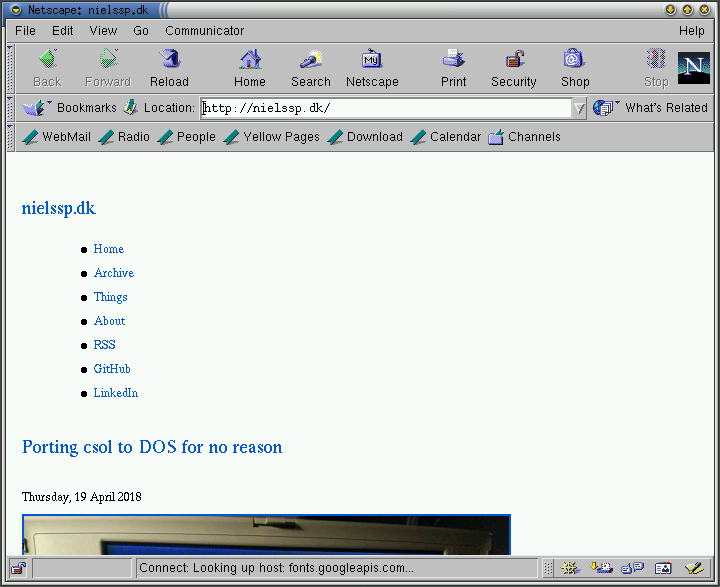 Netscape: nielssp.dk
File Edit View Go Communicator Help
Back Forward Reload Home Search My Netscape Print Security Shop Stop N
Bookmarks Location: http://nielssp.dk/ What's Related
WebMail Radio People Yellow Pages Download Calendar Channels
nielssp.dk
Home
Archive
Things
About
RSS
GitHub
LinkedIn
Porting csol to DOS for no reason
Thursday, 19 April 2018
Connect: Looking up host: fonts.googleapis.com...